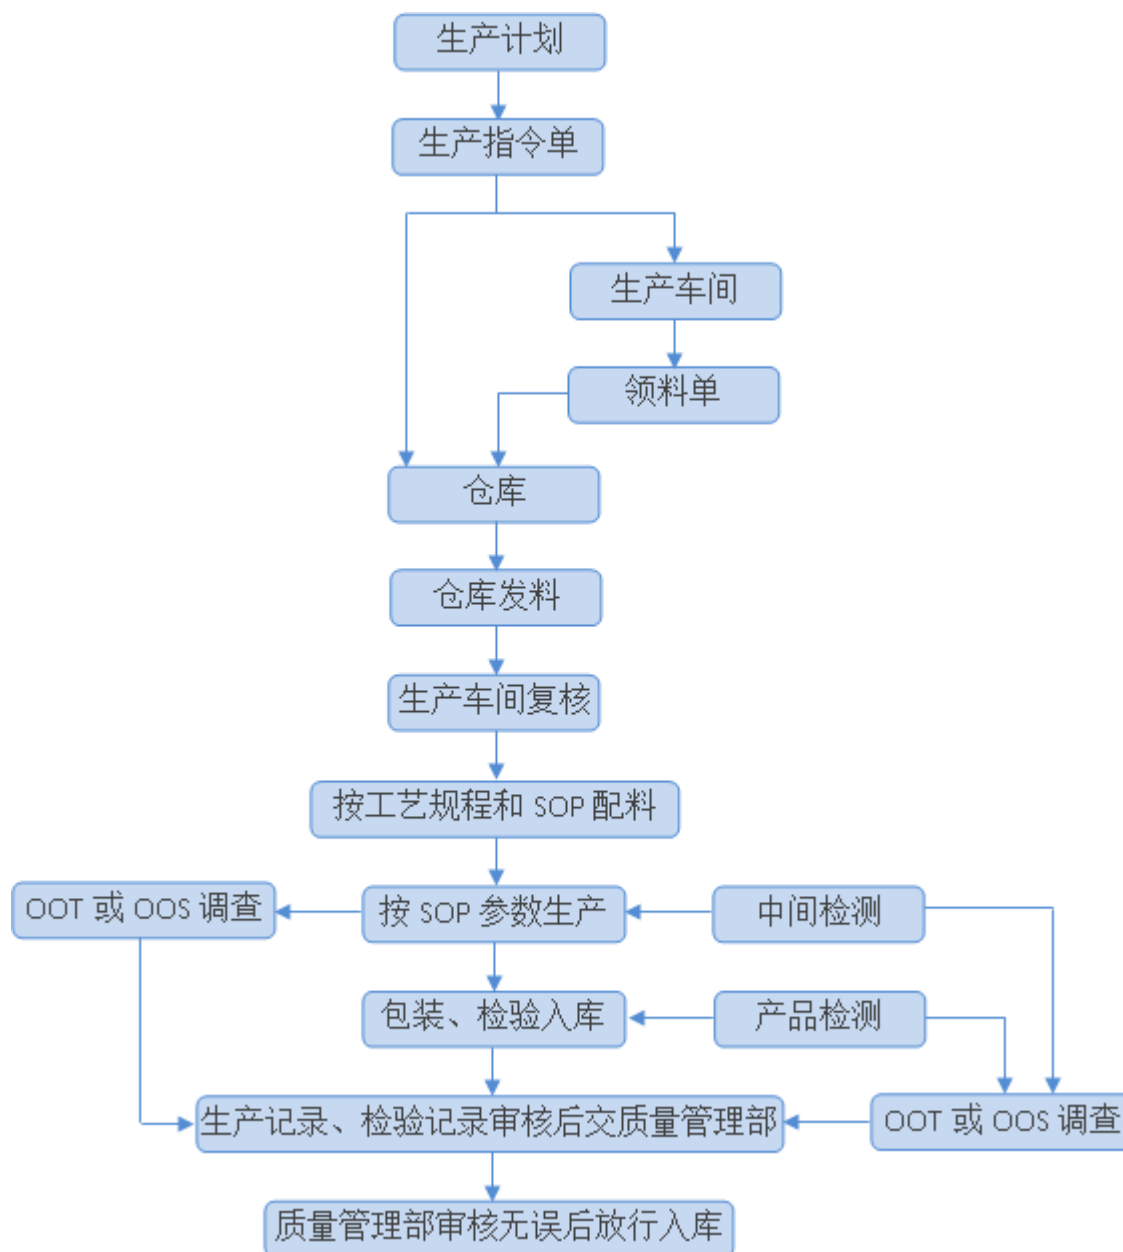 生产计划
生产指令单
生产车间
领料单
仓库
仓库发料
生产车间复核
按工艺规程和 SOP 配料
OOT 或 OOS 调查
按 SOP 参数生产
中间检测
包装、检验入库
产品检测
生产记录、检验记录审核后交质量管理部
OOT 或 OOS 调查
质量管理部审核无误后放行入库